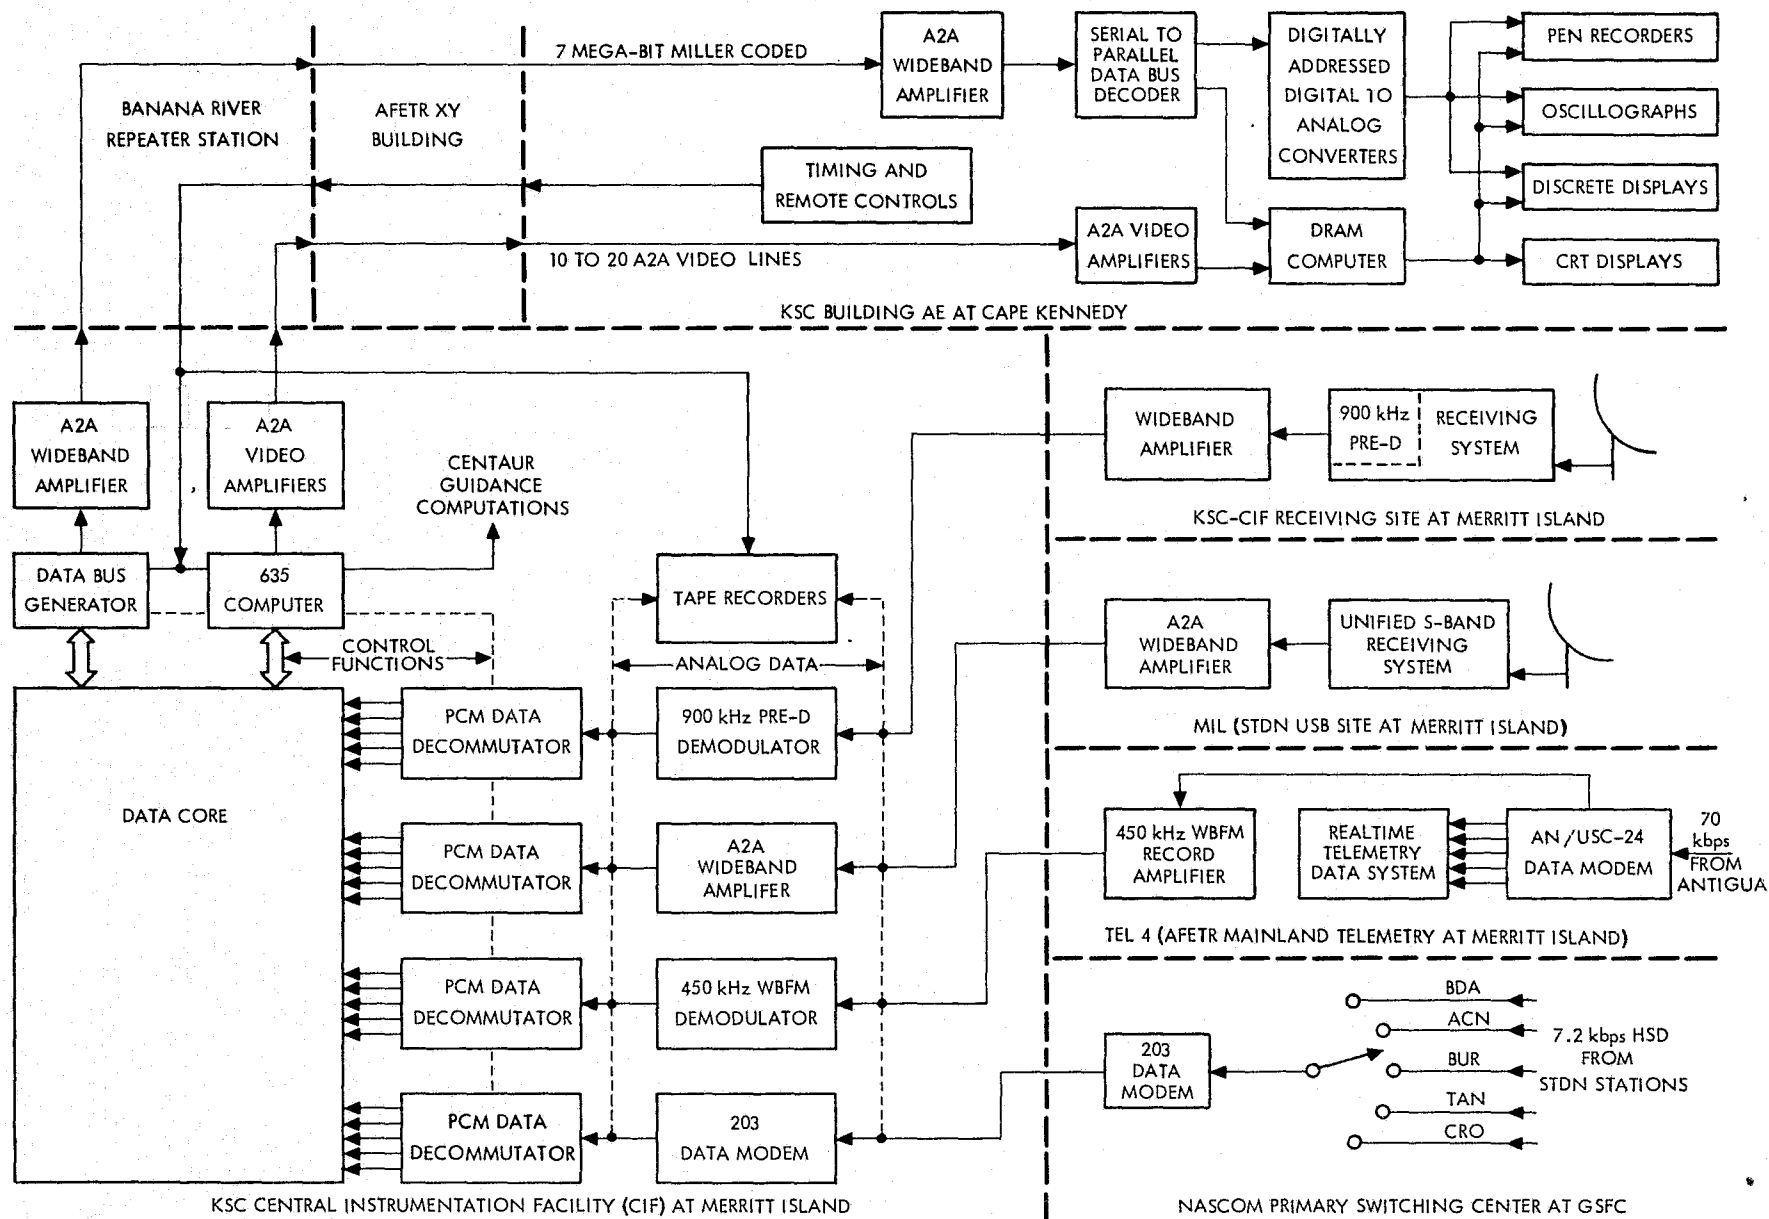 7 MEGA-BIT MILLER CODED
A2A
WIDEBAND
AMPLIFIER
SERIAL TO
PARALLEL
DATA BUS
DECODER
DIGITALLY
ADDRESSED
DIGITAL TO
ANALOG
CONVERTERS
PEN RECORDERS
OSCILLOGRAPHS
DISCRETE DISPLAYS
CRT DISPLAYS
BANANA RIVER
REPEATER STATION
AFETR XY
BUILDING
TIMING AND
REMOTE CONTROLS
10 TO 20 A2A VIDEO LINES
A2A VIDEO
AMPLIFIERS
DRAM
COMPUTER
KSC BUILDING AE AT CAPE KENNEDY
A2A
WIDEBAND
AMPLIFIER
A2A
VIDEO
AMPLIFIERS
CENTAUR
GUIDANCE
COMPUTATIONS
WIDEBAND
AMPLIFIER
900 kHz
PRE-D
RECEIVING
SYSTEM
KSC-CIF RECEIVING SITE AT MERRITT ISLAND
DATA BUS
GENERATOR
635
COMPUTER
TAPE RECORDERS
CONTROL
FUNCTIONS
ANALOG DATA
A2A
WIDEBAND
AMPLIFIER
UNIFIED S-BAND
RECEIVING
SYSTEM
MIL (STDN USB SITE AT MERRITT ISLAND)
DATA CORE
PCM DATA
DECOMMUTATOR
900 kHz PRE-D
DEMODULATOR
PCM DATA
DECOMMUTATOR
A2A
WIDEBAND
AMPLIFER
450 kHz WBFM
RECORD
AMPLIFIER
REALTIME
TELEMETRY
DATA SYSTEM
AN/USC-24
DATA MODEM
70
kbps
FROM
ANTIGUA
TEL 4 (AFETR MAINLAND TELEMETRY AT MERRITT ISLAND)
PCM DATA
DECOMMUTATOR
450 kHz WBFM
DEMODULATOR
PCM DATA
DECOMMUTATOR
203
DATA MODEM
203
DATA
MODEM
BDA
ACN
BUR
TAN
CRO
7.2 kbps HSD
FROM
STDN STATIONS
KSC CENTRAL INSTRUMENTATION FACILITY (CIF) AT MERRITT ISLAND
NASCOM PRIMARY SWITCHING CENTER AT GSFC